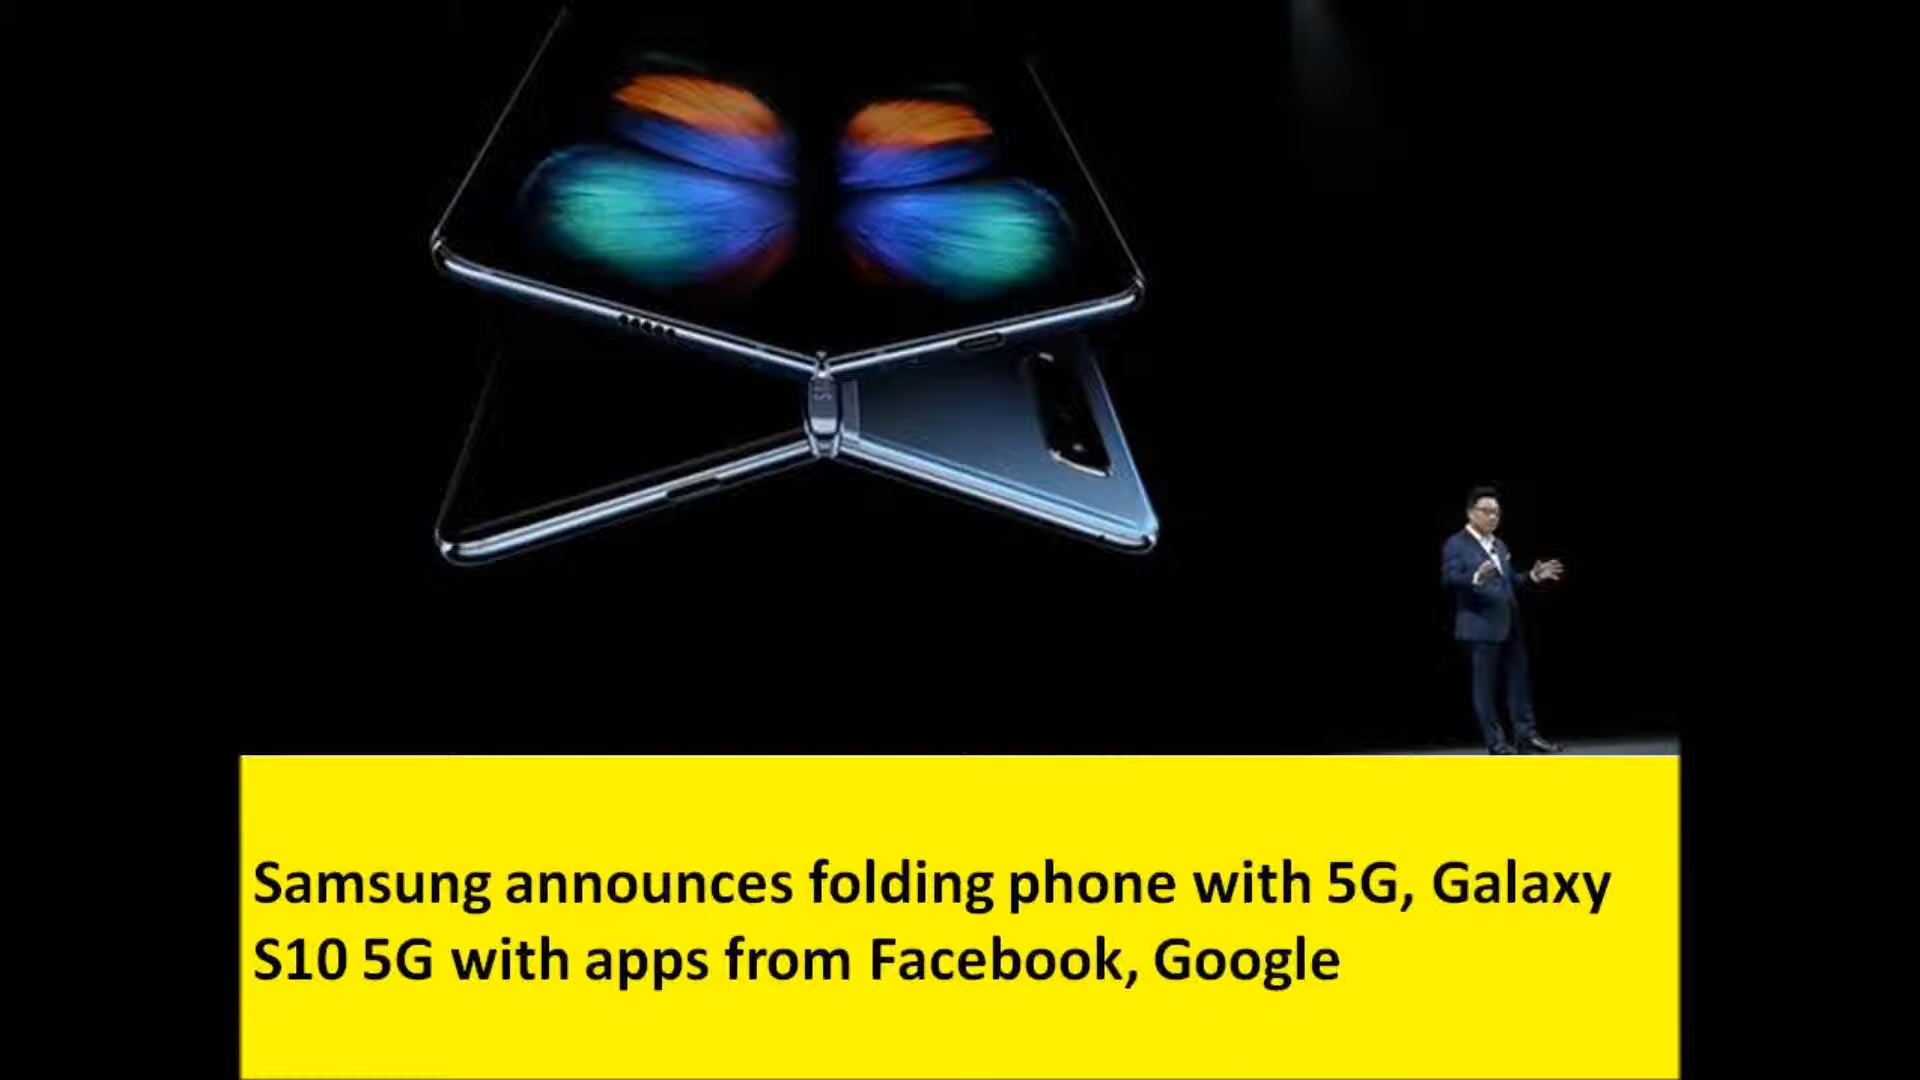 Samsung announces folding phone with 5G, Galaxy
S10 5G with apps from Facebook, Google